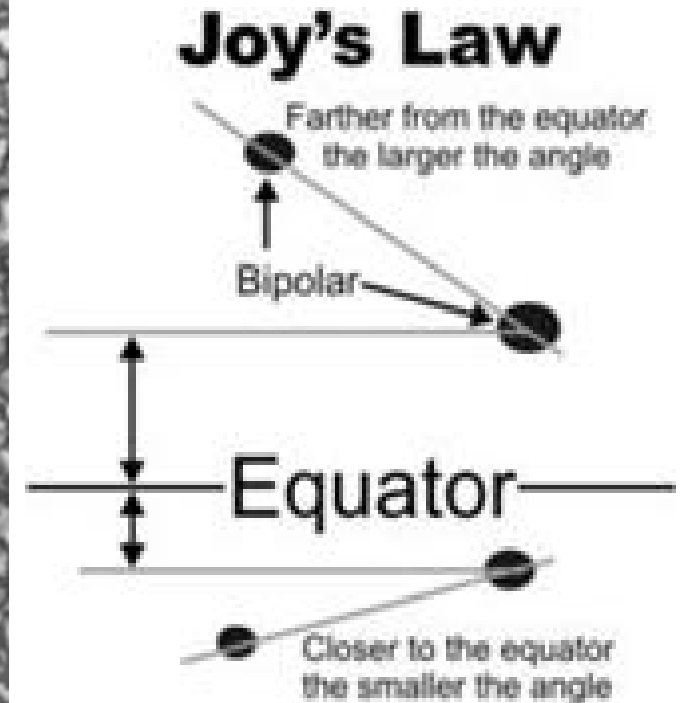 Joy's Law
Farther from the equator
the larger the angle
Bipolar
Equator
Closer to the equator
the smaller the angle